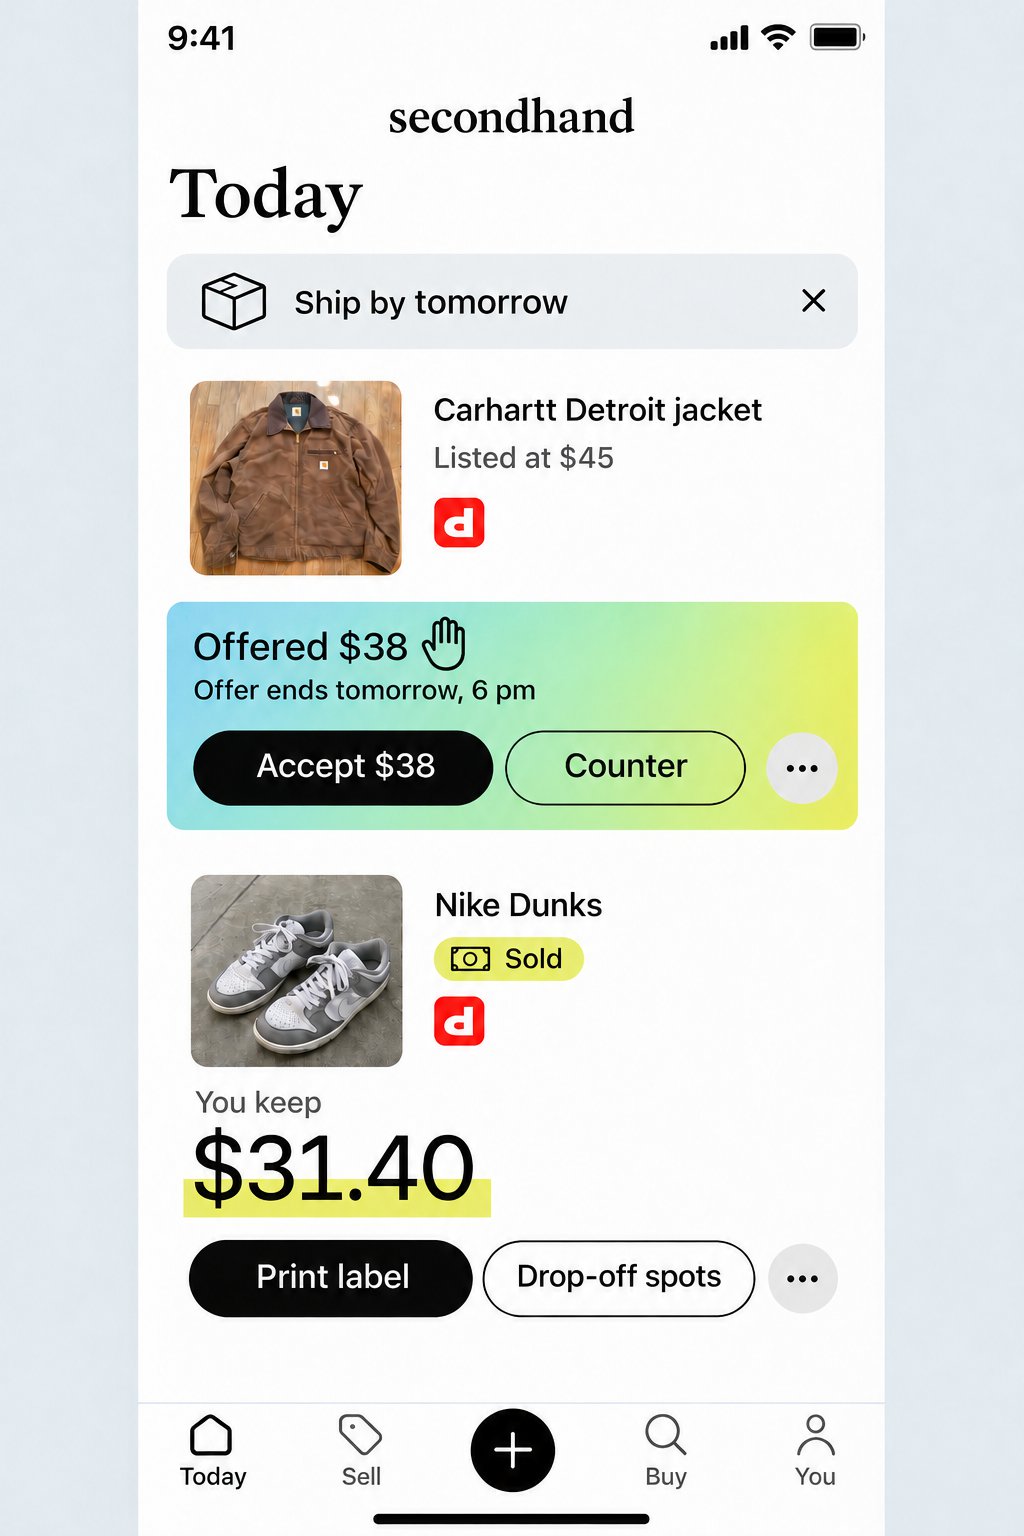 9:41
secondhand
Today
Ship by tomorrow
Carhartt Detroit jacket
Listed at $45
d
Offered $38
Offer ends tomorrow, 6 pm
Accept $38
Counter
Nike Dunks
Sold
d
You keep
$31.40
Print label
Drop-off spots
Today
Sell
Buy
You